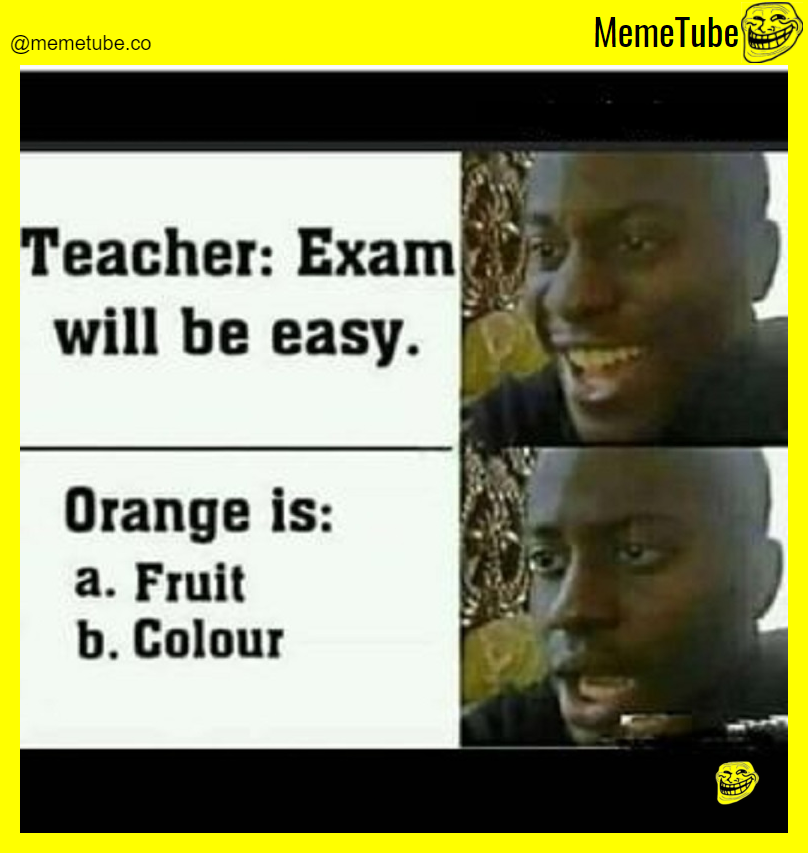 @memetube.co
MemeTube
Teacher: Exam
will be easy.
Orange is:
a. Fruit
b. Colour